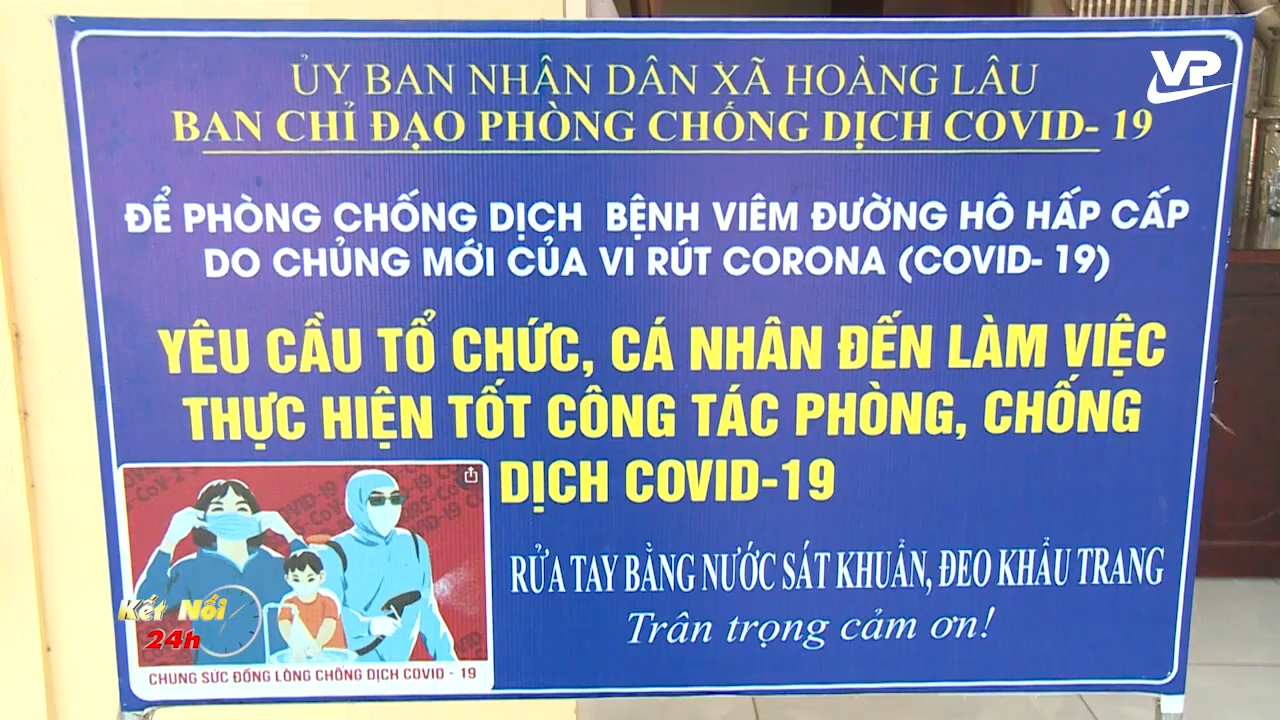 VP
ỦY BAN NHÂN DÂN XÃ HOÀNG LÂU
BAN CHỈ ĐẠO PHÒNG CHỐNG DỊCH COVID- 19
ĐỂ PHÒNG CHỐNG DỊCH BỆNH VIÊM ĐƯỜNG HÔ HẤP CẤP
DO CHỦNG MỚI CỦA VI RÚT CORONA (COVID- 19)
YÊU CẦU TỔ CHỨC, CÁ NHÂN ĐẾN LÀM VIỆC
THỰC HIỆN TỐT CÔNG TÁC PHÒNG, CHỐNG
DỊCH COVID-19
RỬA TAY BẰNG NƯỚC SÁT KHUẨN, ĐEO KHẨU TRANG
Trân trọng cảm ơn!
Kết Nối
24h
CHUNG SỨC ĐỒNG LÒNG CHỐNG DỊCH COVID - 19